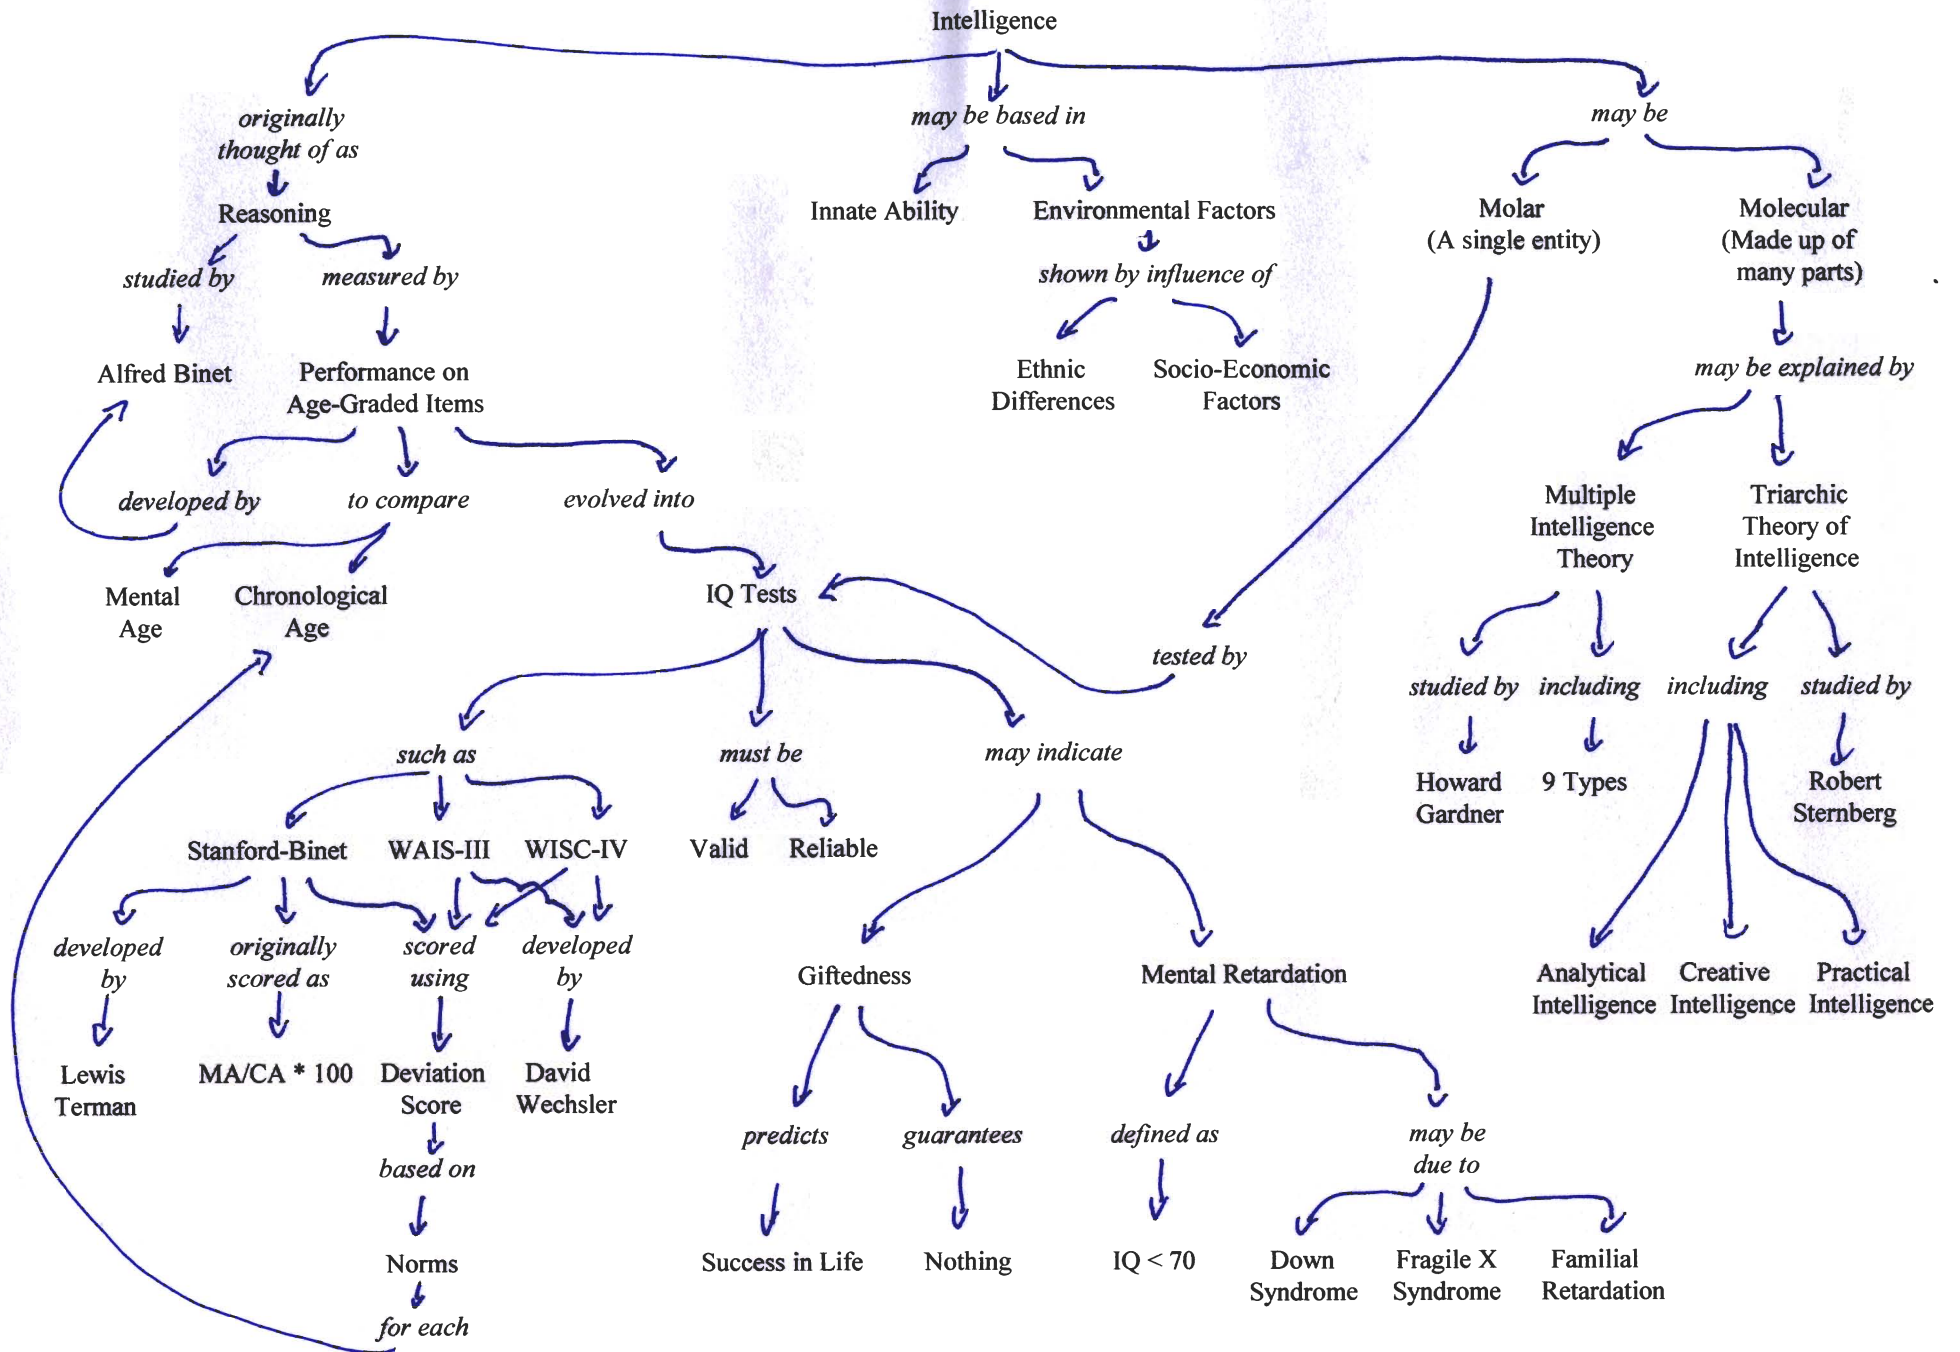 Intelligence
originally
thought of as
may be based in
may be
Reasoning
Innate Ability
Environmental Factors
Molar
(A single entity)
Molecular
(Made up of
many parts)
studied by
measured by
shown by influence of
Alfred Binet
Performance on
Age-Graded Items
Ethnic
Differences
Socio-Economic
Factors
may be explained by
developed by
to compare
evolved into
Multiple
Intelligence
Theory
Triarchic
Theory of
Intelligence
Mental
Age
Chronological
Age
IQ Tests
tested by
studied by
including
including
studied by
such as
must be
may indicate
Howard
Gardner
9 Types
Robert
Sternberg
Stanford-Binet
WAIS-III
WISC-IV
Valid
Reliable
developed
by
originally
scored as
scored
using
developed
by
Giftedness
Mental Retardation
Analytical
Intelligence
Creative
Intelligence
Practical
Intelligence
Lewis
Terman
MA/CA * 100
Deviation
Score
David
Wechsler
predicts
guarantees
defined as
may be
due to
based on
Success in Life
Nothing
IQ < 70
Down
Syndrome
Fragile X
Syndrome
Familial
Retardation
Norms
for each